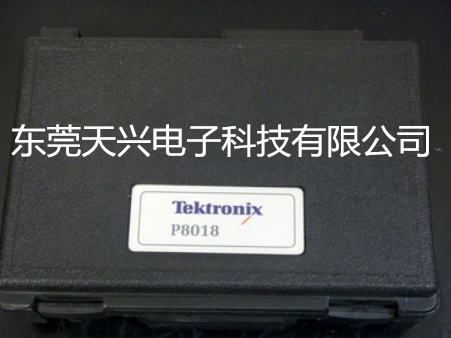 东莞天兴电子科技有限公司
Tektronix
P8018